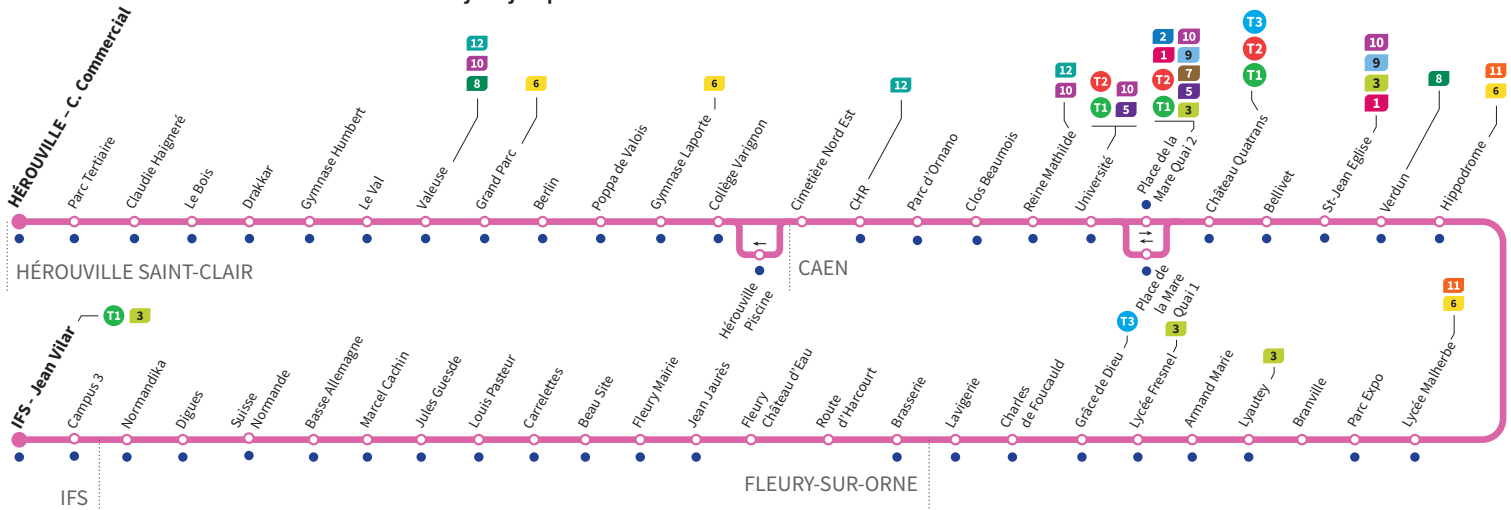 HÉROUVILLE – C. Commercial
Parc Tertiaire
Claudie Haigneré
Le Bois
Drakkar
Gymnase Humbert
Le Val
Valeuse
12
10
8
Grand Parc
6
Berlin
Poppa de Valois
Gymnase Laporte
6
Collège Varignon
Hérouville
Piscine
←
Cimetière Nord Est
CHR
12
Parc d'Ornano
Clos Beaumois
Reine Mathilde
12
10
Université
T2 10
T1 5
Place de la
Mare Quai 2
2 10
1 9
T2 7
5
T1 3
→
←
Place de
la Mare
Quai 1
Château Quatrans
T3
T2
T1
Bellivet
St-Jean Eglise
10
9
3
1
Verdun
8
Hippodrome
11
6
HÉROUVILLE SAINT-CLAIR
CAEN
IFS - Jean Vilar
T1 3
Campus 3
Normandika
Digues
Suisse
Normande
Basse Allemagne
Marcel Cachin
Jules Guesde
Louis Pasteur
Carrelettes
Beau Site
Fleury Mairie
Jean Jaurès
Fleury
Château d'Eau
Route
d'Harcourt
Brasserie
Lavigerie
Charles
de Foucauld
Grâce de Dieu
T3
Lycée Fresnel
3
Armand Marie
Lyautey
3
Branville
Parc Expo
Lycée Malherbe
11
6
IFS
FLEURY-SUR-ORNE